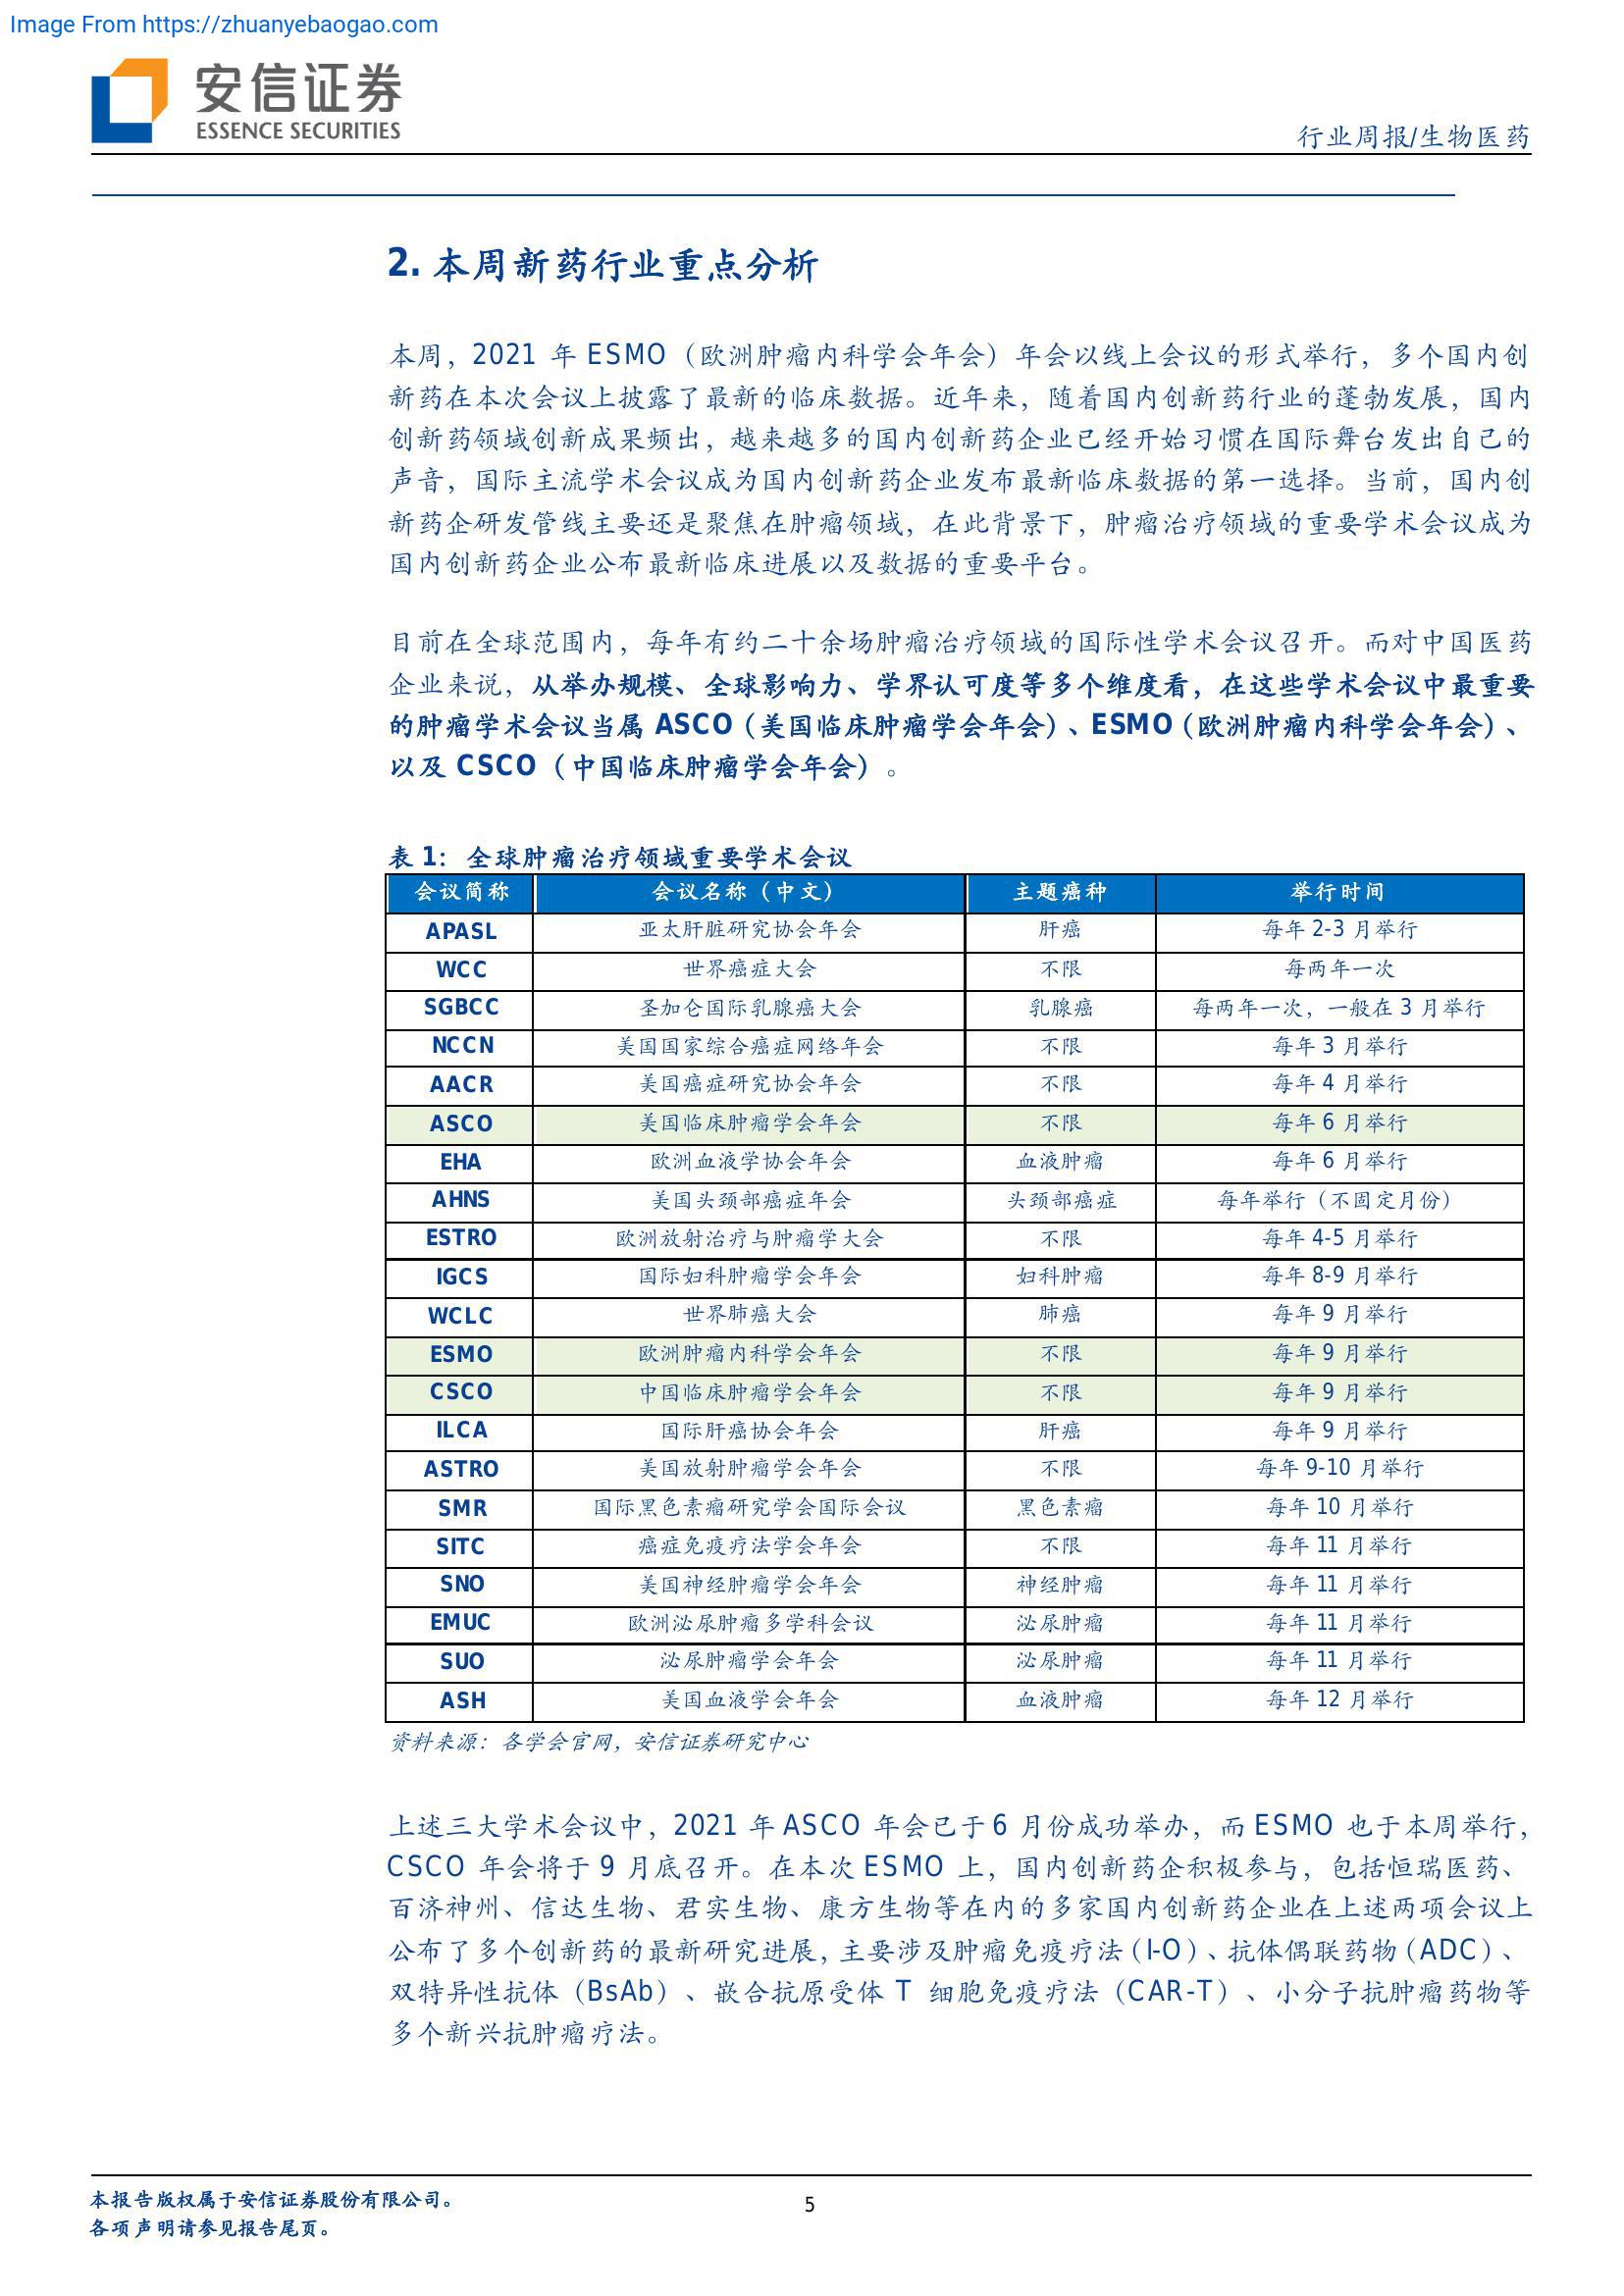 Image From https://zhuanyebaogao.com
安信证券
ESSENCE SECURITIES
行业周报/生物医药
2. 本周新药行业重点分析
本周，2021 年 ESMO（欧洲肿瘤内科学会年会）年会以线上会议的形式举行，多个国内创
新药在本次会议上披露了最新的临床数据。近年来，随着国内创新药行业的蓬勃发展，国内
创新药领域创新成果频出，越来越多的国内创新药企业已经开始习惯在国际舞台发出自己的
声音，国际主流学术会议成为国内创新药企业发布最新临床数据的第一选择。当前，国内创
新药企研发管线主要还是聚焦在肿瘤领域，在此背景下，肿瘤治疗领域的重要学术会议成为
国内创新药企业公布最新临床进展以及数据的重要平台。
目前在全球范围内，每年有约二十余场肿瘤治疗领域的国际性学术会议召开。而对中国医药
企业来说，从举办规模、全球影响力、学界认可度等多个维度看，在这些学术会议中最重要
的肿瘤学术会议当属 ASCO（美国临床肿瘤学会年会）、ESMO（欧洲肿瘤内科学会年会）、
以及 CSCO（中国临床肿瘤学会年会）。
表 1：全球肿瘤治疗领域重要学术会议
会议简称 会议名称（中文） 主题癌种 举行时间
APASL 亚太肝脏研究协会年会 肝癌 每年 2-3 月举行
WCC 世界癌症大会 不限 每两年一次
SGBCC 圣加仑国际乳腺癌大会 乳腺癌 每两年一次，一般在 3 月举行
NCCN 美国国家综合癌症网络年会 不限 每年 3 月举行
AACR 美国癌症研究协会年会 不限 每年 4 月举行
ASCO 美国临床肿瘤学会年会 不限 每年 6 月举行
EHA 欧洲血液学协会年会 血液肿瘤 每年 6 月举行
AHNS 美国头颈部癌症年会 头颈部癌症 每年举行（不固定月份）
ESTRO 欧洲放射治疗与肿瘤学大会 不限 每年 4-5 月举行
IGCS 国际妇科肿瘤学会年会 妇科肿瘤 每年 8-9 月举行
WCLC 世界肺癌大会 肺癌 每年 9 月举行
ESMO 欧洲肿瘤内科学会年会 不限 每年 9 月举行
CSCO 中国临床肿瘤学会年会 不限 每年 9 月举行
ILCA 国际肝癌协会年会 肝癌 每年 9 月举行
ASTRO 美国放射肿瘤学会年会 不限 每年 9-10 月举行
SMR 国际黑色素瘤研究学会国际会议 黑色素瘤 每年 10 月举行
SITC 癌症免疫疗法学会年会 不限 每年 11 月举行
SNO 美国神经肿瘤学会年会 神经肿瘤 每年 11 月举行
EMUC 欧洲泌尿肿瘤多学科会议 泌尿肿瘤 每年 11 月举行
SUO 泌尿肿瘤学会年会 泌尿肿瘤 每年 11 月举行
ASH 美国血液学会年会 血液肿瘤 每年 12 月举行
资料来源：各学会官网，安信证券研究中心
上述三大学术会议中，2021 年 ASCO 年会已于 6 月份成功举办，而 ESMO 也于本周举行，
CSCO 年会将于 9 月底召开。在本次 ESMO 上，国内创新药企积极参与，包括恒瑞医药、
百济神州、信达生物、君实生物、康方生物等在内的多家国内创新药企业在上述两项会议上
公布了多个创新药的最新研究进展，主要涉及肿瘤免疫疗法（I-O）、抗体偶联药物（ADC）、
双特异性抗体（BsAb）、嵌合抗原受体 T 细胞免疫疗法（CAR-T）、小分子抗肿瘤药物等
多个新兴抗肿瘤疗法。
本报告版权属于安信证券股份有限公司。
各项声明请参见报告尾页。
5